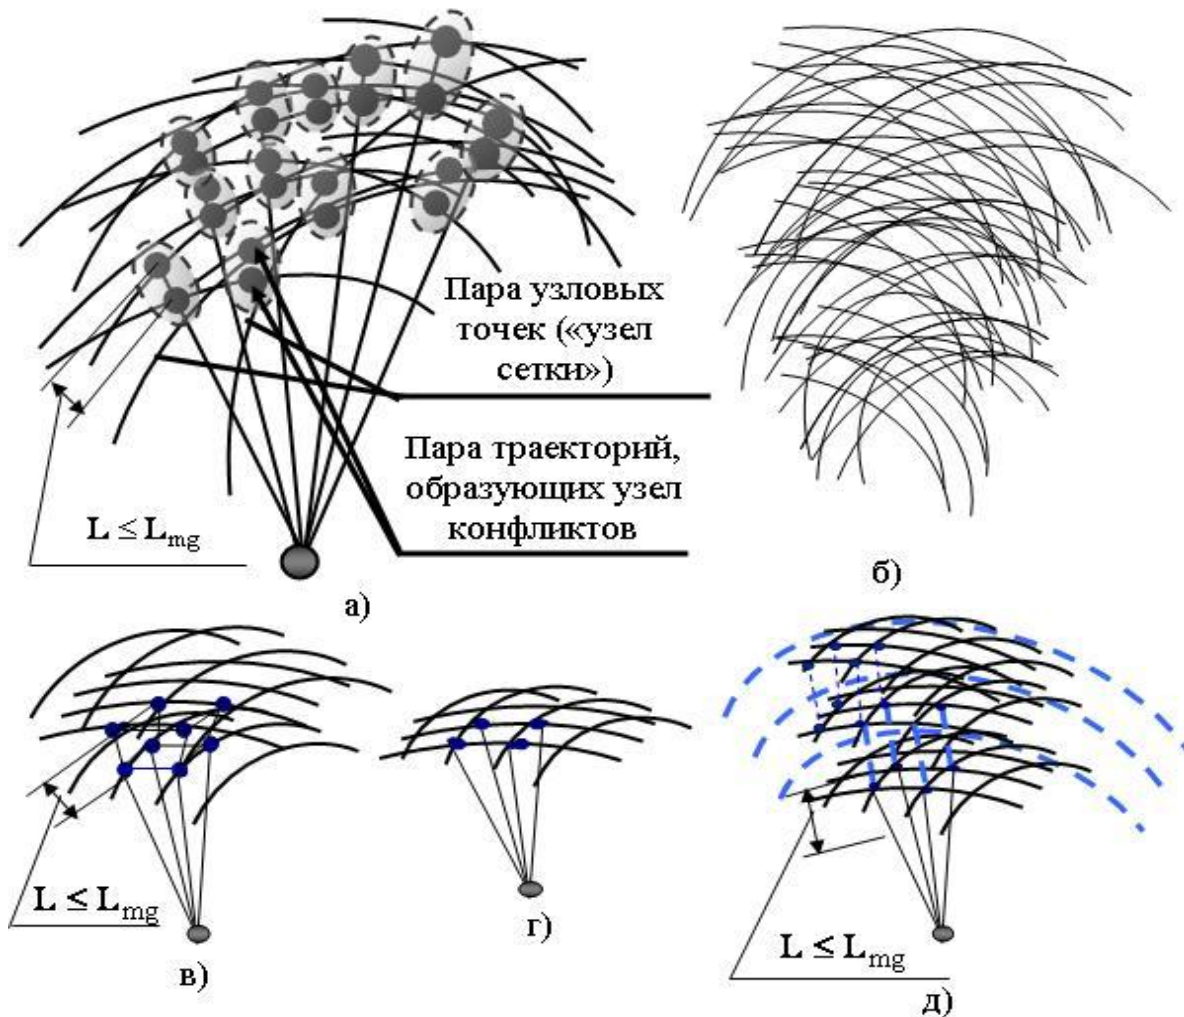 Пара узловых
точек («узел
сетки»)
Пара траекторий,
образующих узел
конфликтов
L ≤ Lmg
а)
б)
L ≤ Lmg
в)
г)
L ≤ Lmg
д)